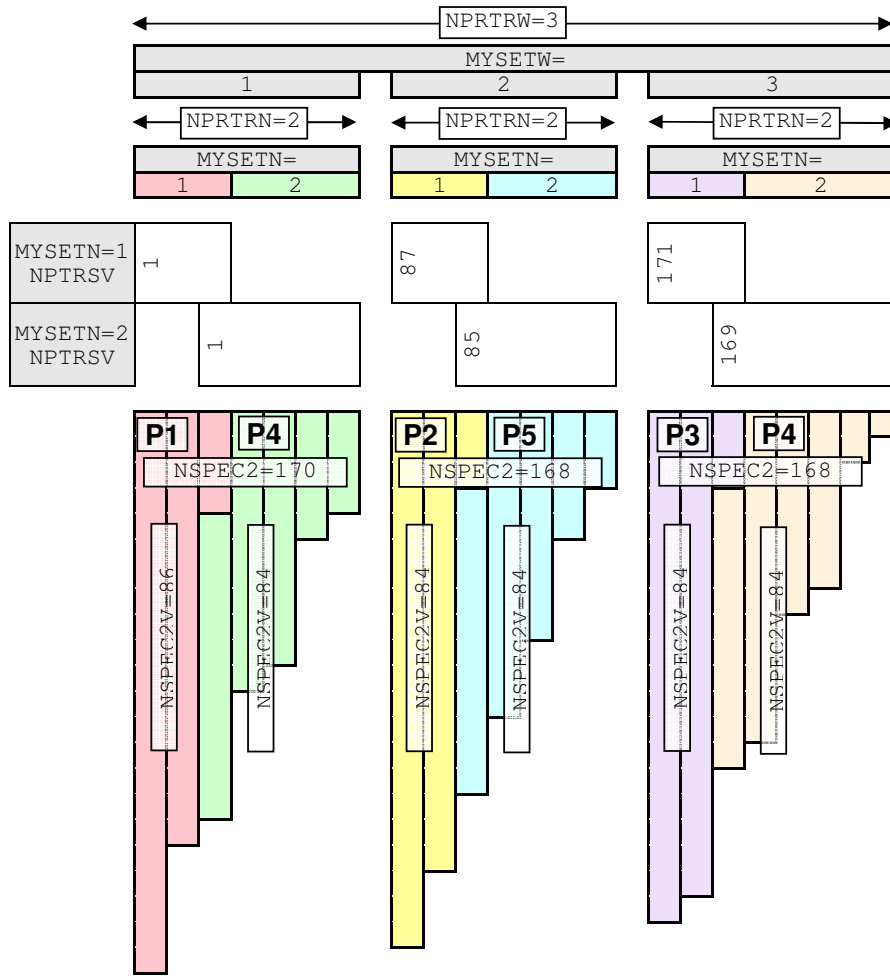 NPRTRW=3
MYSETW=
1 2 3
NPRTRN=2 NPRTRN=2 NPRTRN=2
MYSETN= MYSETN= MYSETN=
1 2 1 2 1 2
MYSETN=1
NPTRSV
1 87 171
MYSETN=2
NPTRSV
1 85 169
P1 P4 P2 P5 P3 P4
NSPEC2=170 NSPEC2=168 NSPEC2=168
NSPEC2V=86 NSPEC2V=84 NSPEC2V=84 NSPEC2V=84 NSPEC2V=84 NSPEC2V=84